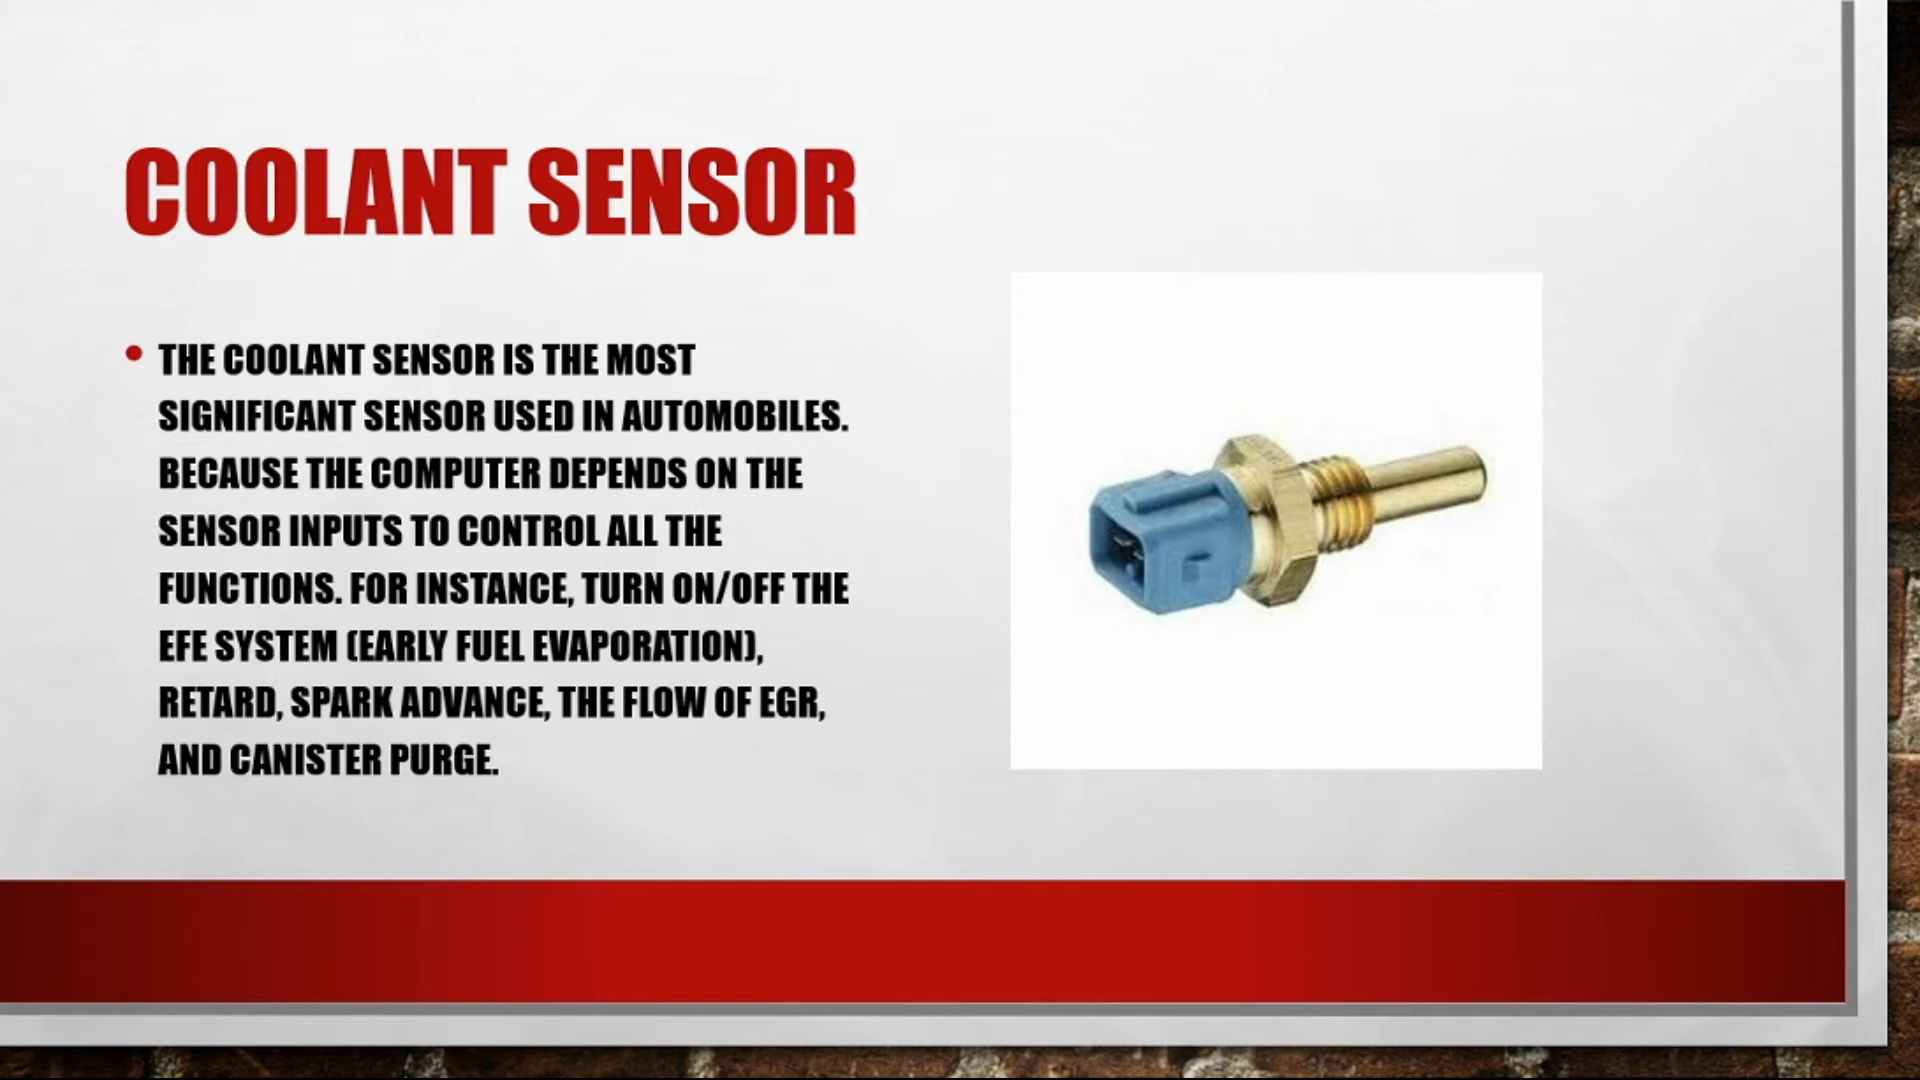 COOLANT SENSOR
• THE COOLANT SENSOR IS THE MOST
SIGNIFICANT SENSOR USED IN AUTOMOBILES.
BECAUSE THE COMPUTER DEPENDS ON THE
SENSOR INPUTS TO CONTROL ALL THE
FUNCTIONS. FOR INSTANCE, TURN ON/OFF THE
EFE SYSTEM (EARLY FUEL EVAPORATION),
RETARD, SPARK ADVANCE, THE FLOW OF EGR,
AND CANISTER PURGE.